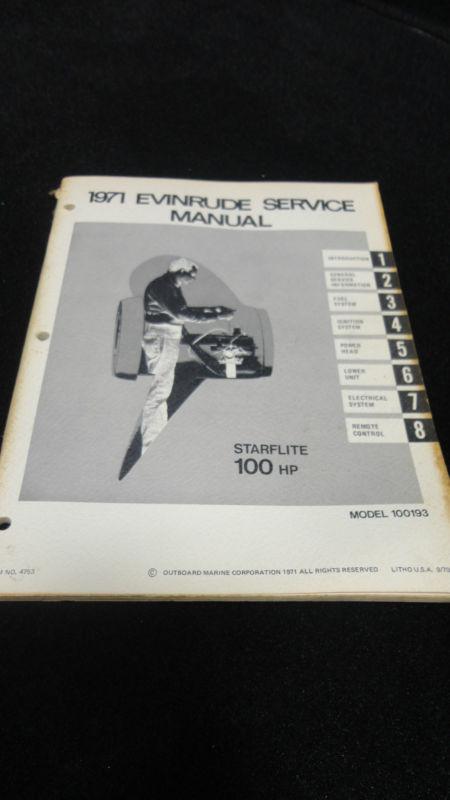 1971 EVINRUDE SERVICE
MANUAL
INTRODUCTION 1
GENERAL
SERVICE
INFORMATION 2
FUEL
SYSTEM 3
IGNITION
SYSTEM 4
POWER
HEAD 5
LOWER
UNIT 6
ELECTRICAL
SYSTEM 7
REMOTE
CONTROL 8
STARFLITE
100 HP
MODEL 100193
NO. 4753
© OUTBOARD MARINE CORPORATION 1971 ALL RIGHTS RESERVED
LITHO U.S.A. 9/70